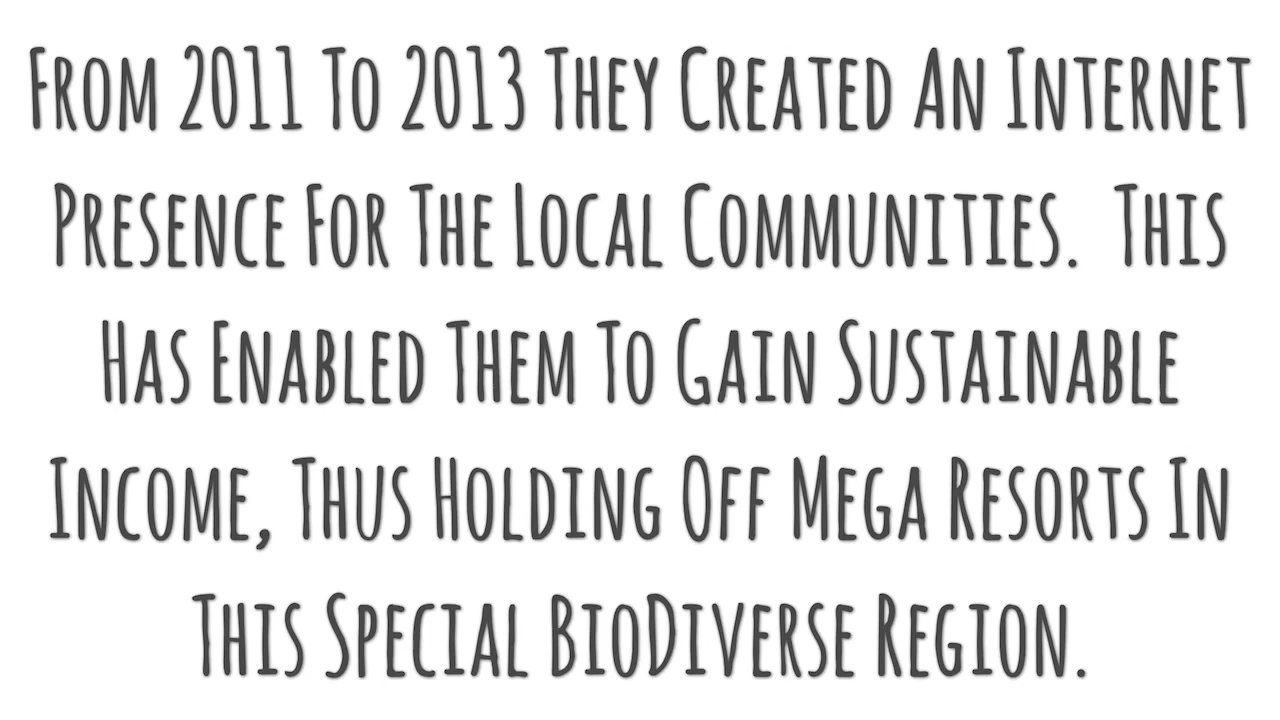 From 2011 To 2013 They Created An Internet
Presence For The Local Communities.  This
Has Enabled Them To Gain Sustainable
Income, Thus Holding Off Mega Resorts In
This Special BioDiverse Region.